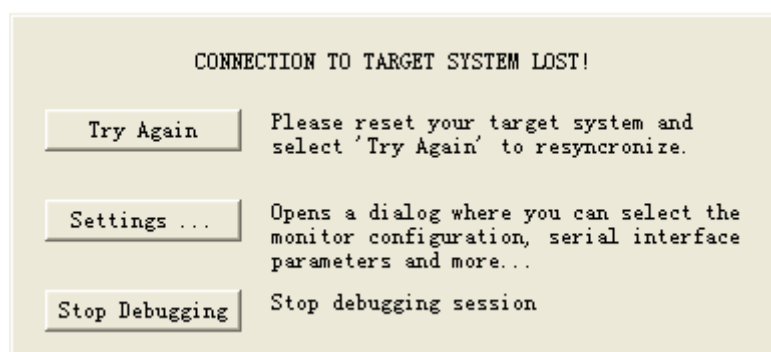 CONNECTION TO TARGET SYSTEM LOST!
Try Again
Please reset your target system and
select 'Try Again' to resyncronize.
Settings ...
Opens a dialog where you can select the
monitor configuration, serial interface
parameters and more...
Stop Debugging
Stop debugging session